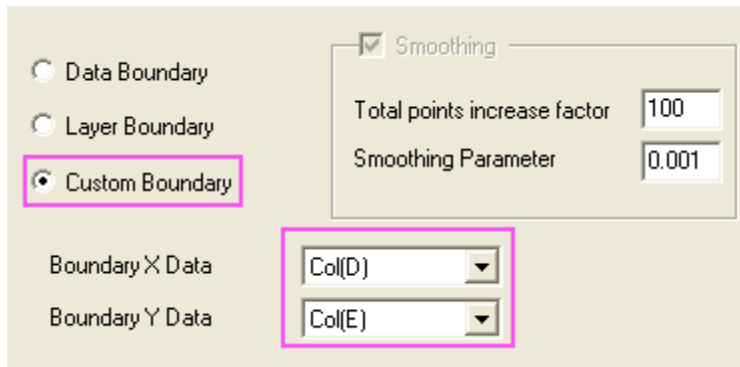 Smoothing
Data Boundary
Total points increase factor 100
Layer Boundary
Smoothing Parameter 0.001
Custom Boundary
Boundary X Data Col(D)
Boundary Y Data Col(E)